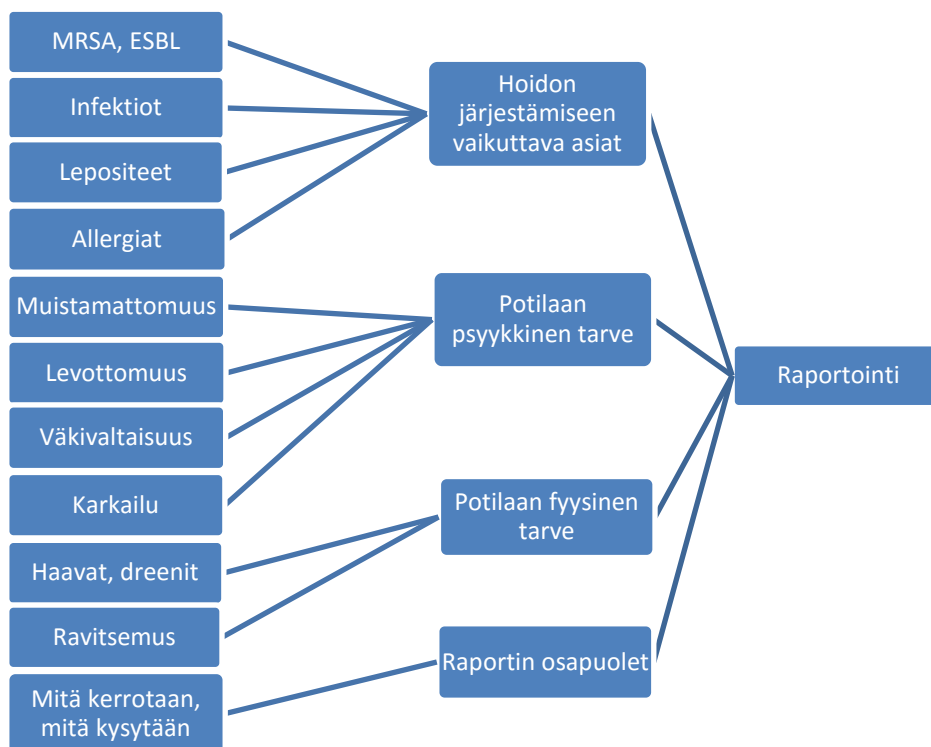 MRSA, ESBL
Infektiot
Lepositeet
Allergiat
Muistamattomuus
Levottomuus
Väkivaltaisuus
Karkailu
Haavat, dreenit
Ravitsemus
Mitä kerrotaan,
mitä kysytään
Hoidon
järjestämiseen
vaikuttava asiat
Potilaan
psyykkinen tarve
Potilaan fyysinen
tarve
Raportin osapuolet
Raportointi